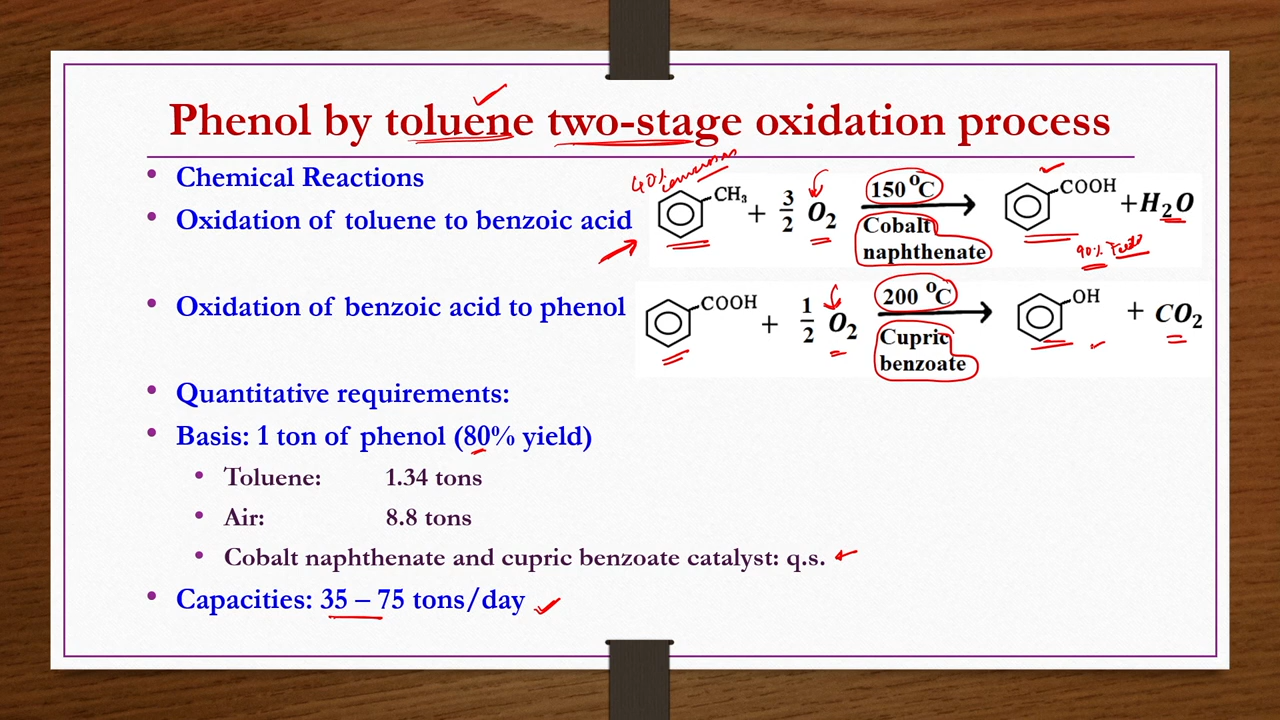 Phenol by toluene two-stage oxidation process
• Chemical Reactions
• Oxidation of toluene to benzoic acid
40% conversion
CH₃ + 3/2 O₂ 150 °C Cobalt naphthenate → COOH + H₂O
90% Yield
• Oxidation of benzoic acid to phenol
COOH + 1/2 O₂ 200 °C Cupric benzoate → OH + CO₂
• Quantitative requirements:
• Basis: 1 ton of phenol (80% yield)
• Toluene: 1.34 tons
• Air: 8.8 tons
• Cobalt naphthenate and cupric benzoate catalyst: q.s.
• Capacities: 35 – 75 tons/day